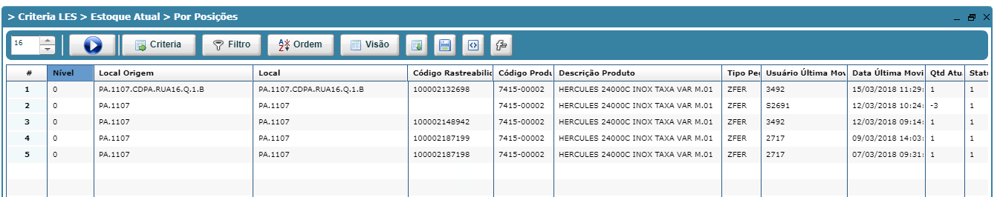 > Criteria LES > Estoque Atual > Por Posições
16 Criteria Filtro Ordem Visão
# Nível Local Origem Local Código Rastreabilid Código Produ Descrição Produto Tipo Ped Usuário Última Mov Data Última Movi Qtd Atu Statu
1 0 PA.1107.CDPA.RUA16.Q.1.B PA.1107.CDPA.RUA16.Q.1.B 100002132698 7415-00002 HERCULES 24000C INOX TAXA VAR M.01 ZFER 3492 15/03/2018 11:29: 1 1
2 0 PA.1107 PA.1107 7415-00002 HERCULES 24000C INOX TAXA VAR M.01 ZFER S2691 12/03/2018 10:24: -3 1
3 0 PA.1107 PA.1107 100002148942 7415-00002 HERCULES 24000C INOX TAXA VAR M.01 ZFER 3492 12/03/2018 09:14: 1 1
4 0 PA.1107 PA.1107 100002187199 7415-00002 HERCULES 24000C INOX TAXA VAR M.01 ZFER 2717 09/03/2018 14:03: 1 1
5 0 PA.1107 PA.1107 100002187198 7415-00002 HERCULES 24000C INOX TAXA VAR M.01 ZFER 2717 07/03/2018 09:31: 1 1